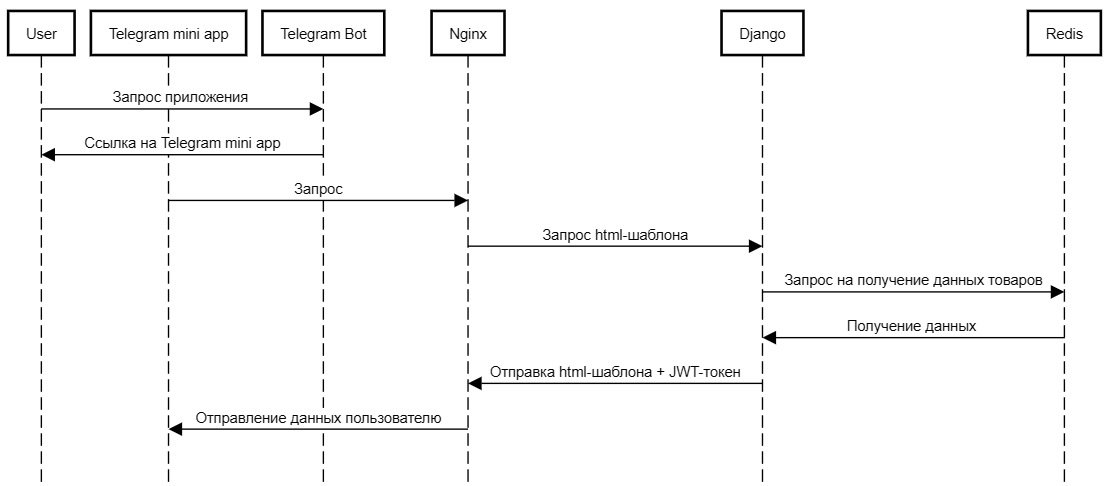 User
Telegram mini app
Telegram Bot
Nginx
Django
Redis
Запрос приложения
Ссылка на Telegram mini app
Запрос
Запрос html-шаблона
Запрос на получение данных товаров
Получение данных
Отправка html-шаблона + JWT-токен
Отправление данных пользователю